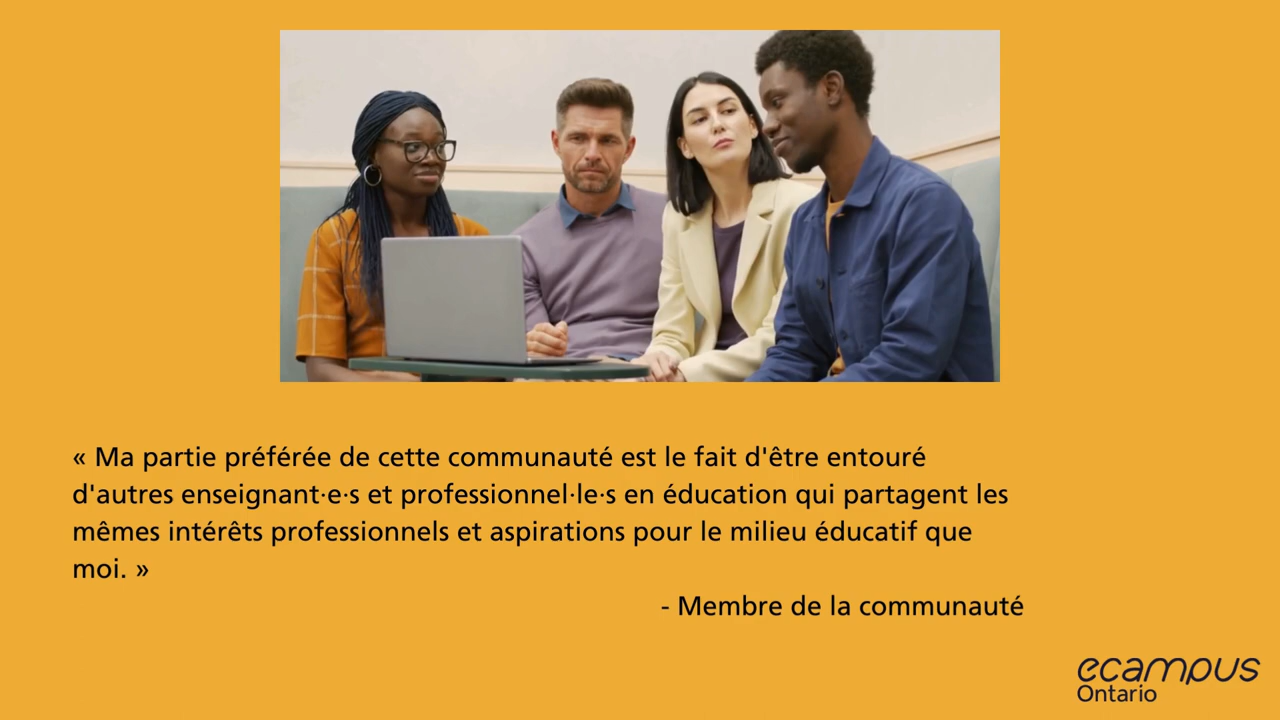 « Ma partie préférée de cette communauté est le fait d'être entouré
d'autres enseignant·e·s et professionnel·le·s en éducation qui partagent les
mêmes intérêts professionnels et aspirations pour le milieu éducatif que
moi. »
- Membre de la communauté
ecampus
Ontario